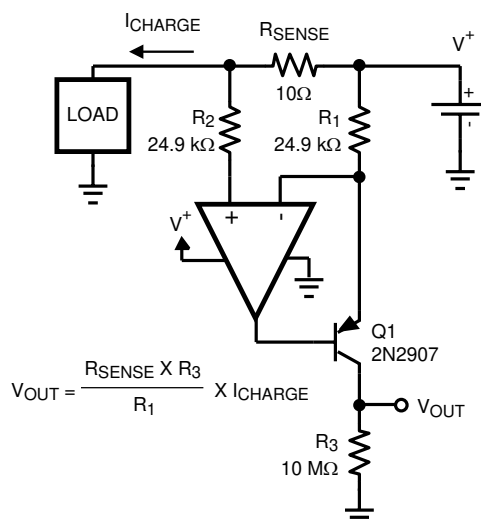 ICHARGE
RSENSE
V+
10Ω
LOAD
R2
24.9 kΩ
R1
24.9 kΩ
+
-
+
-
V+
Q1
2N2907
VOUT = RSENSE X R3 / R1 X ICHARGE
VOUT
R3
10 MΩ